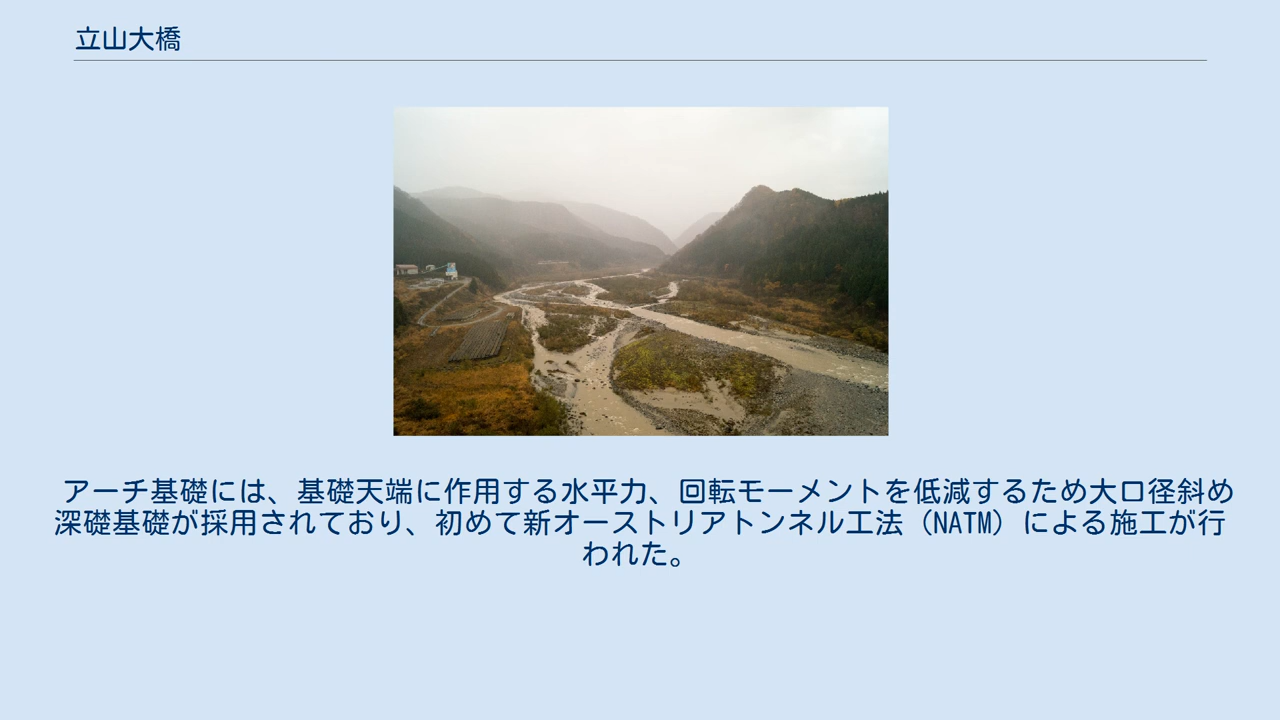 立山大橋
アーチ基礎には、基礎天端に作用する水平力、回転モーメントを低減するため大口径斜め
深礎基礎が採用されており、初めて新オーストリアトンネル工法（NATM）による施工が行
われた。